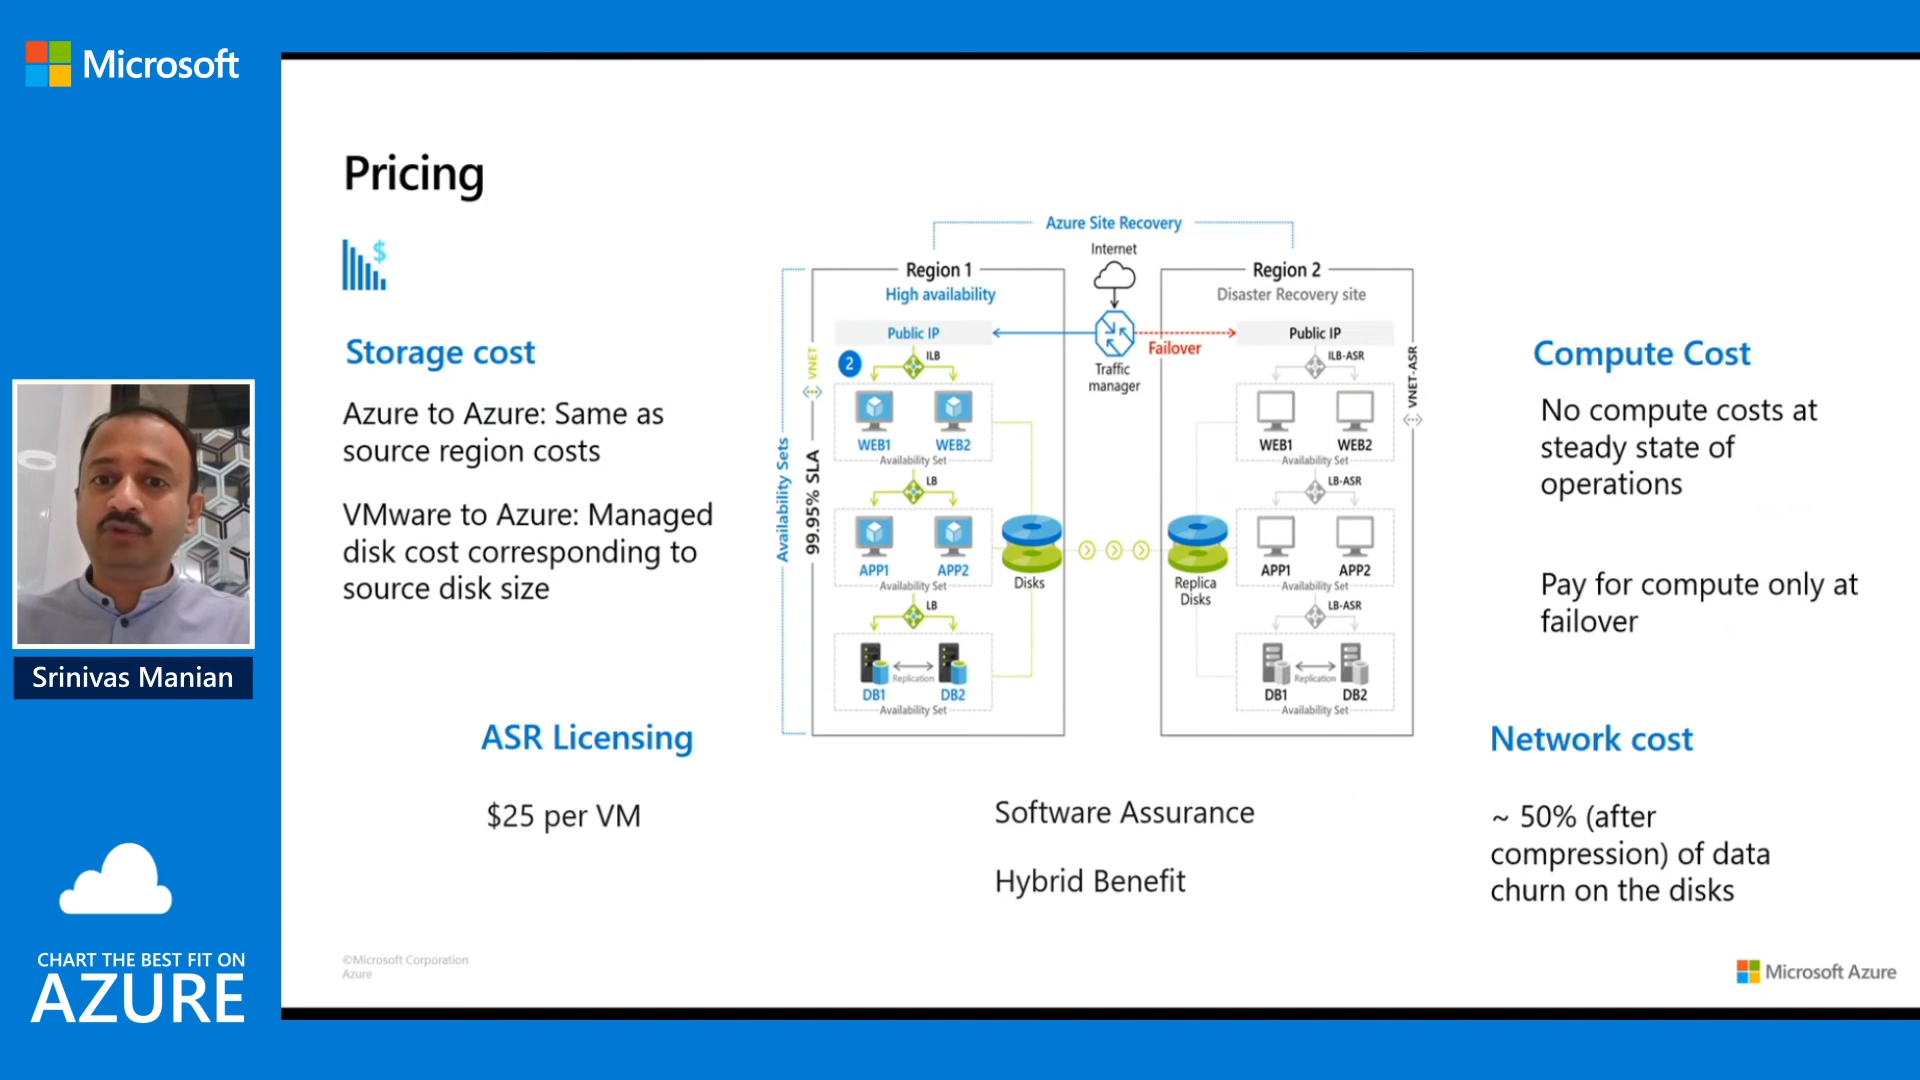 Microsoft
Pricing
$
Storage cost
Azure to Azure: Same as
source region costs
VMware to Azure: Managed
disk cost corresponding to
source disk size
ASR Licensing
$25 per VM
Azure Site Recovery
Internet
Region 1
High availability
Public IP
2
ILB
VNET
WEB1 WEB2
Availability Set
LB
Availability Sets
99.95% SLA
APP1 APP2
Availability Set
LB
Replication
DB1 DB2
Availability Set
Disks
Traffic
manager
Failover
Region 2
Disaster Recovery site
Public IP
ILB-ASR
VNET-ASR
WEB1 WEB2
Availability Set
LB-ASR
APP1 APP2
Availability Set
Replica
Disks
LB-ASR
Replication
DB1 DB2
Availability Set
Software Assurance
Hybrid Benefit
Compute Cost
No compute costs at
steady state of
operations
Pay for compute only at
failover
Network cost
~ 50% (after
compression) of data
churn on the disks
Srinivas Manian
CHART THE BEST FIT ON
AZURE
©Microsoft Corporation
Azure
Microsoft Azure